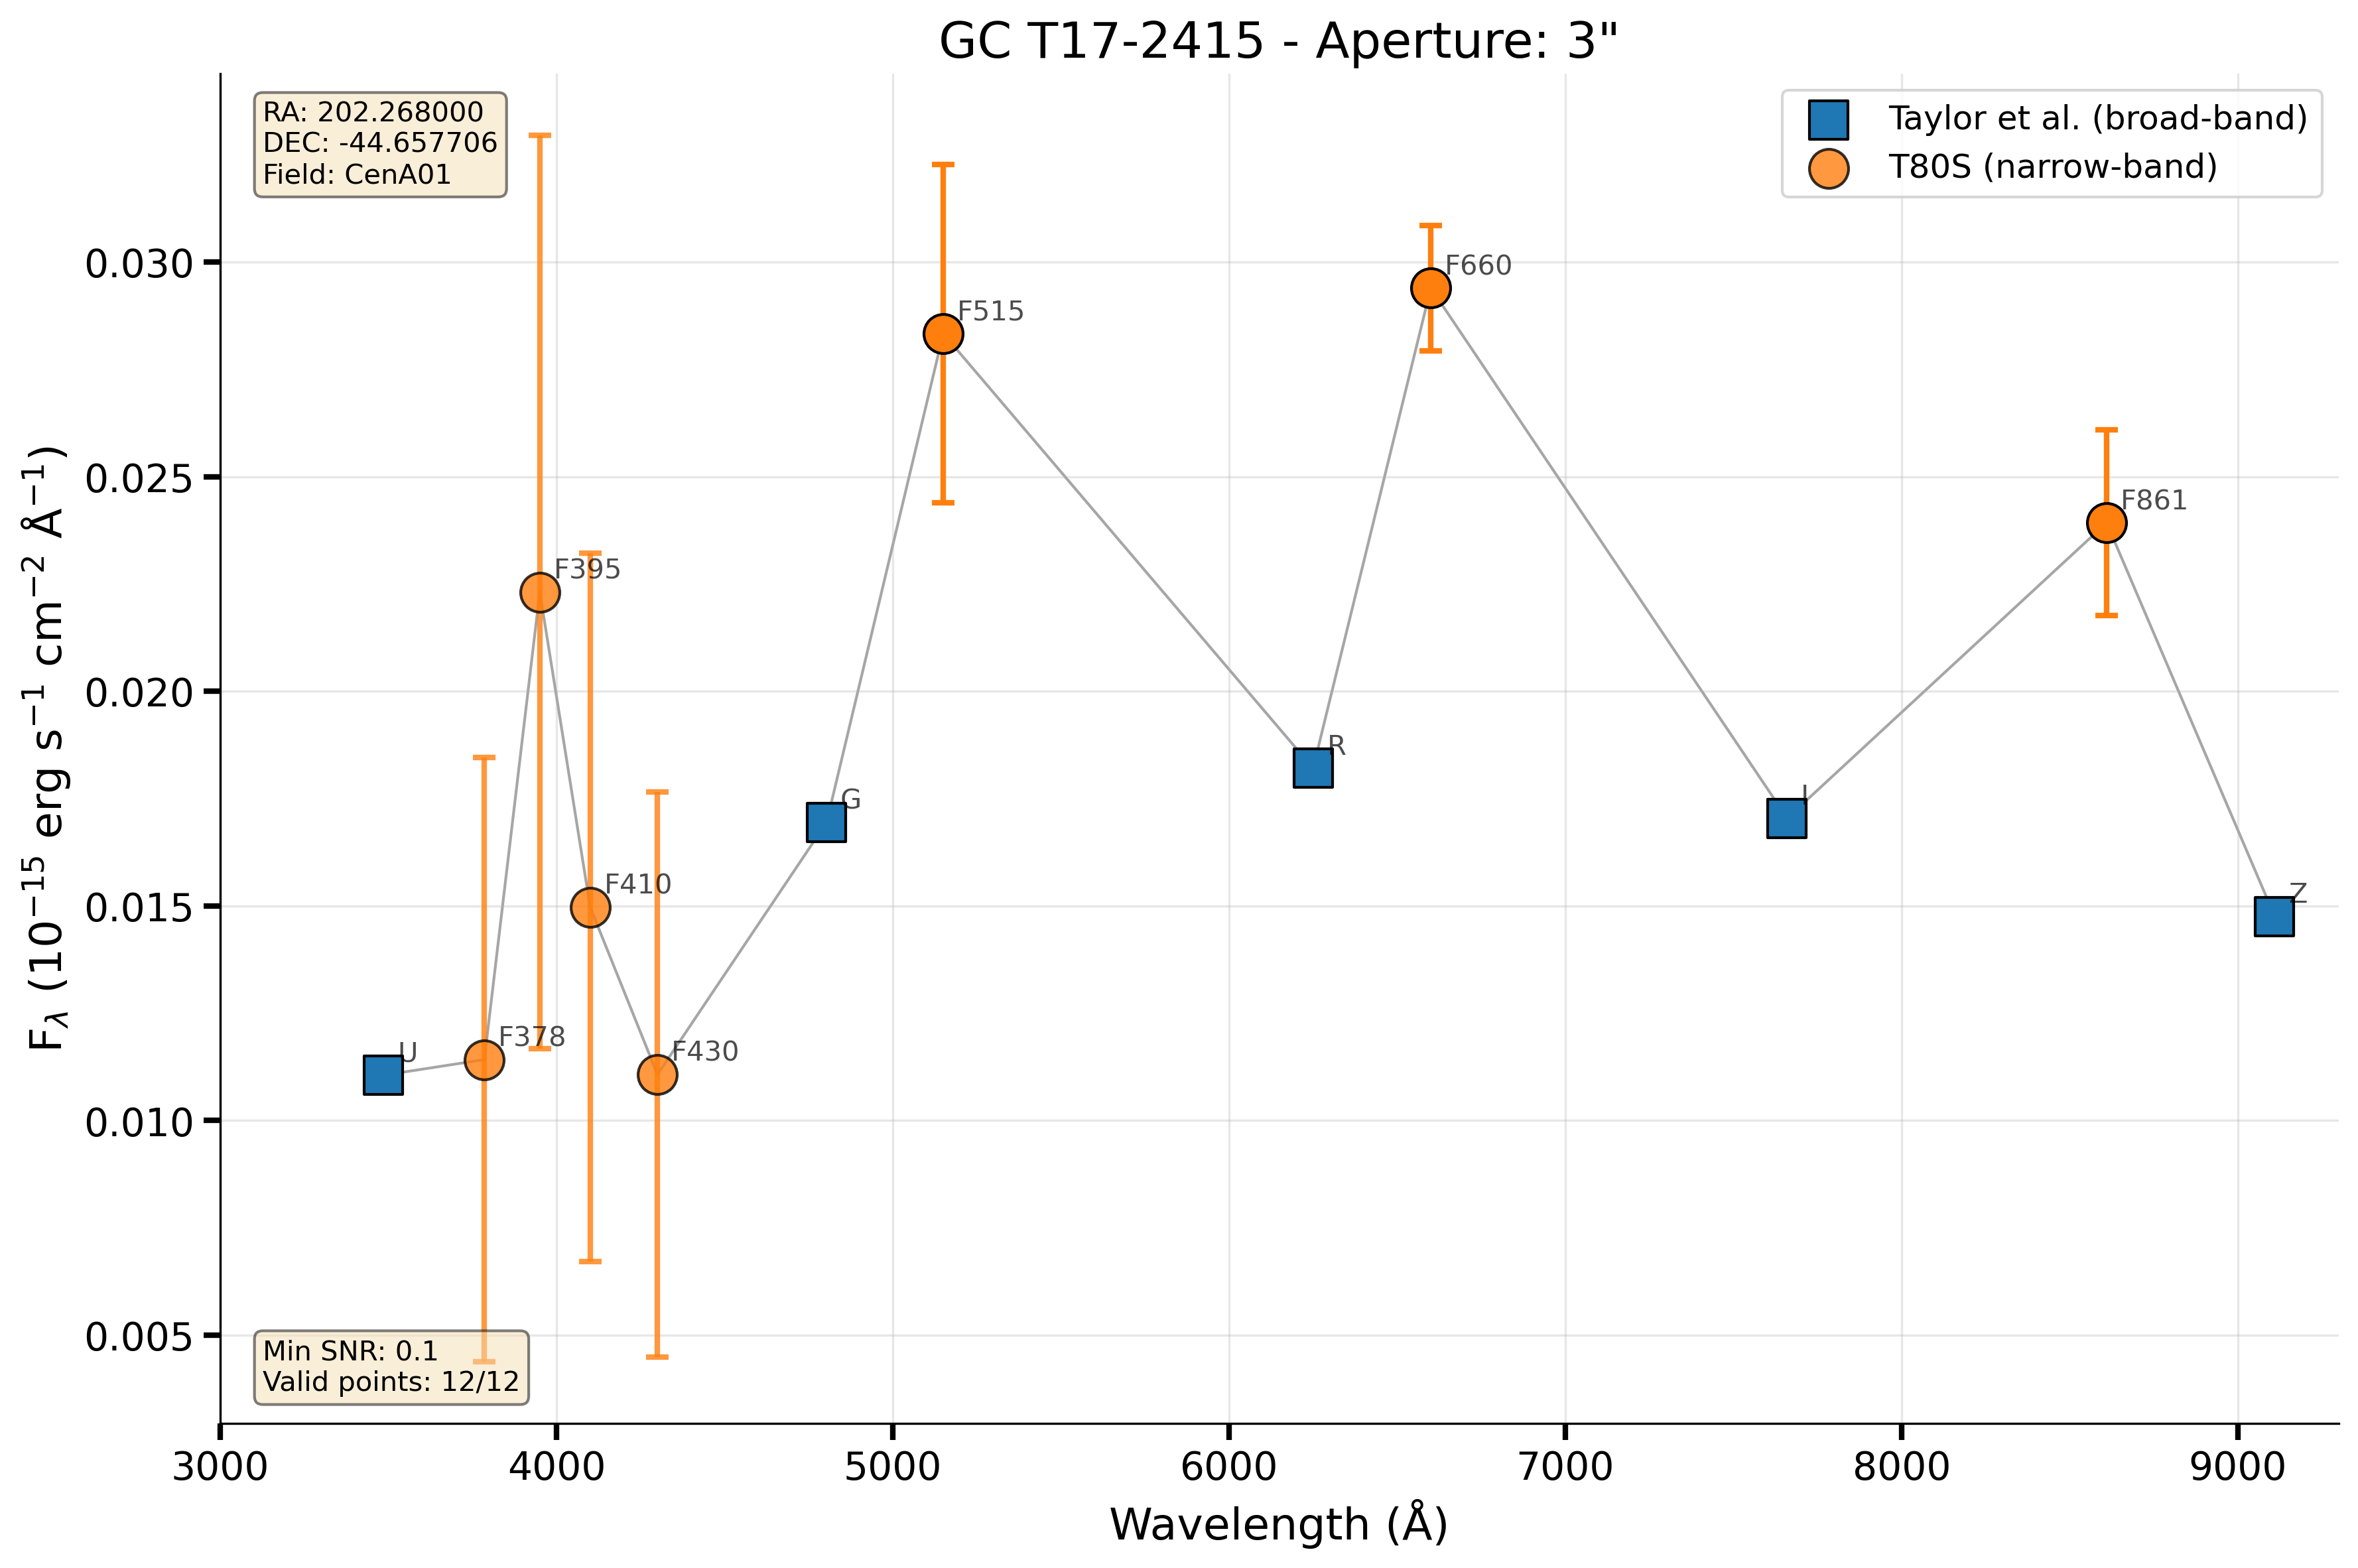 GC T17-2415 - Aperture: 3"
RA: 202.268000
DEC: -44.657706
Field: CenA01
Taylor et al. (broad-band)
T80S (narrow-band)
F660
F515
F861
F395
R
G
I
F410
Z
F378
U
F430
Min SNR: 0.1
Valid points: 12/12
0.030
0.025
0.020
0.015
0.010
0.005
F_λ (10⁻¹⁵ erg s⁻¹ cm⁻² Å⁻¹)
3000 4000 5000 6000 7000 8000 9000
Wavelength (Å)